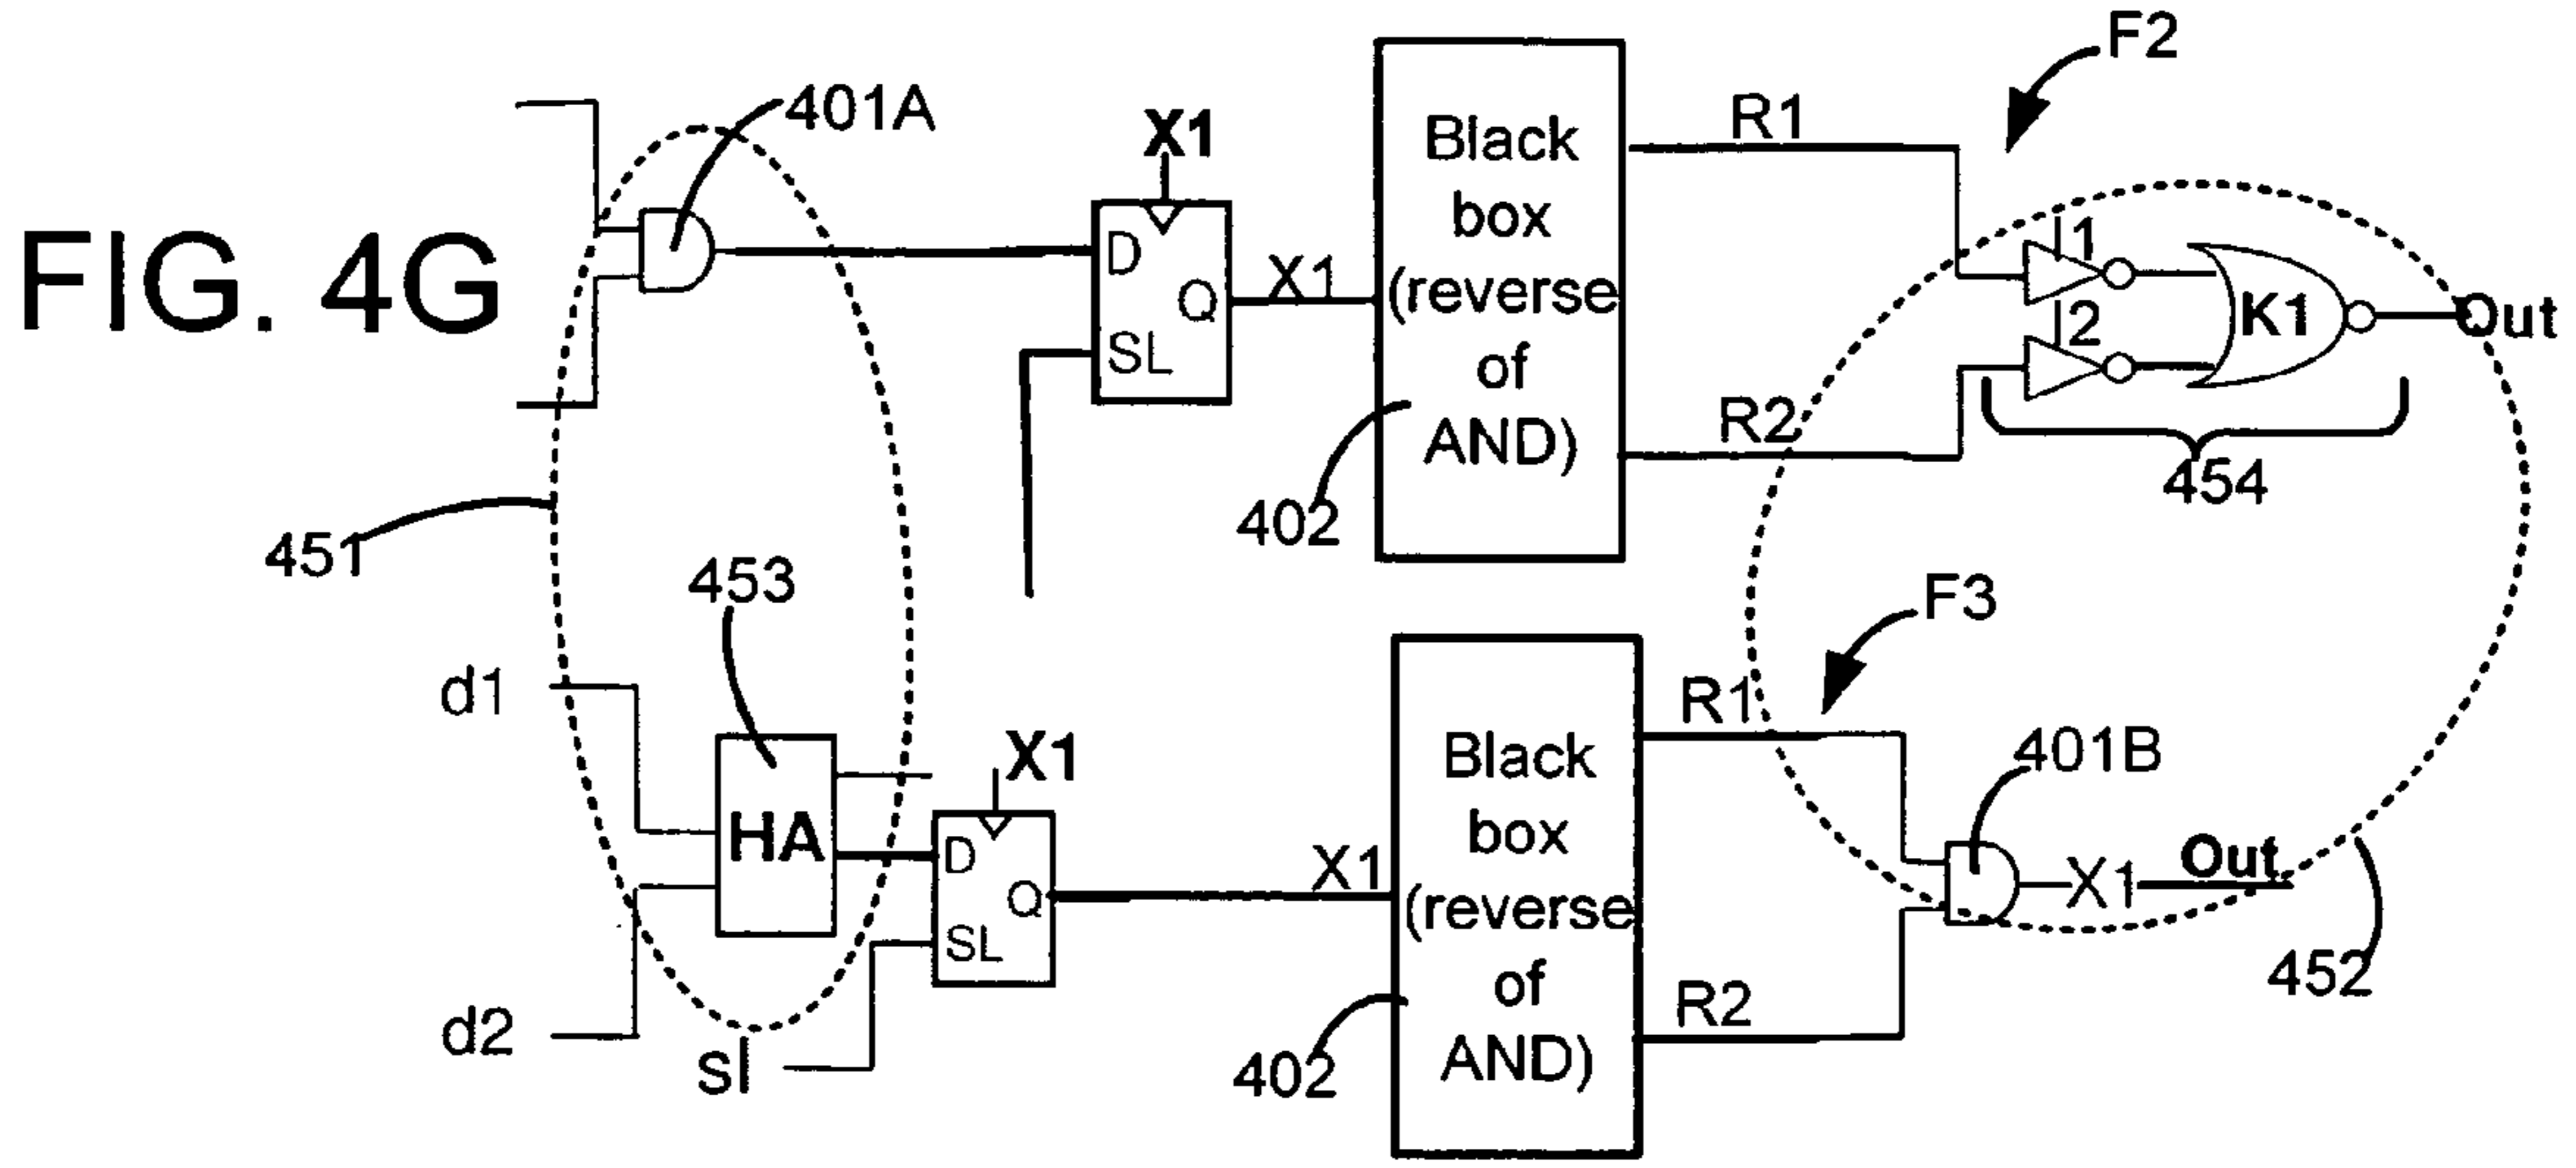 FIG. 4G
401A
X1
D
Q
SL
X1
Black
box
(reverse
of
AND)
402
R1
R2
F2
I1
I2
K1
Out
454
451
453
d1
d2
HA
X1
D
Q
SL
sl
X1
Black
box
(reverse
of
AND)
402
R1
R2
F3
401B
X1
Out
452